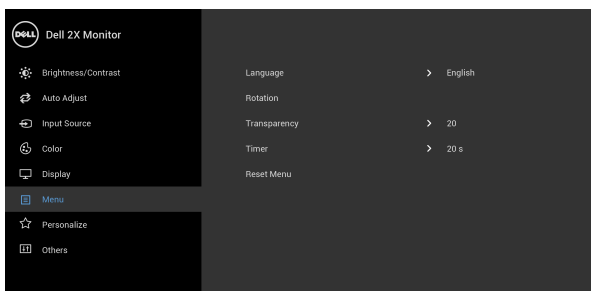 DELL Dell 2X Monitor
Brightness/Contrast
Auto Adjust
Input Source
Color
Display
Menu
Personalize
Others
Language > English
Rotation
Transparency > 20
Timer > 20 s
Reset Menu